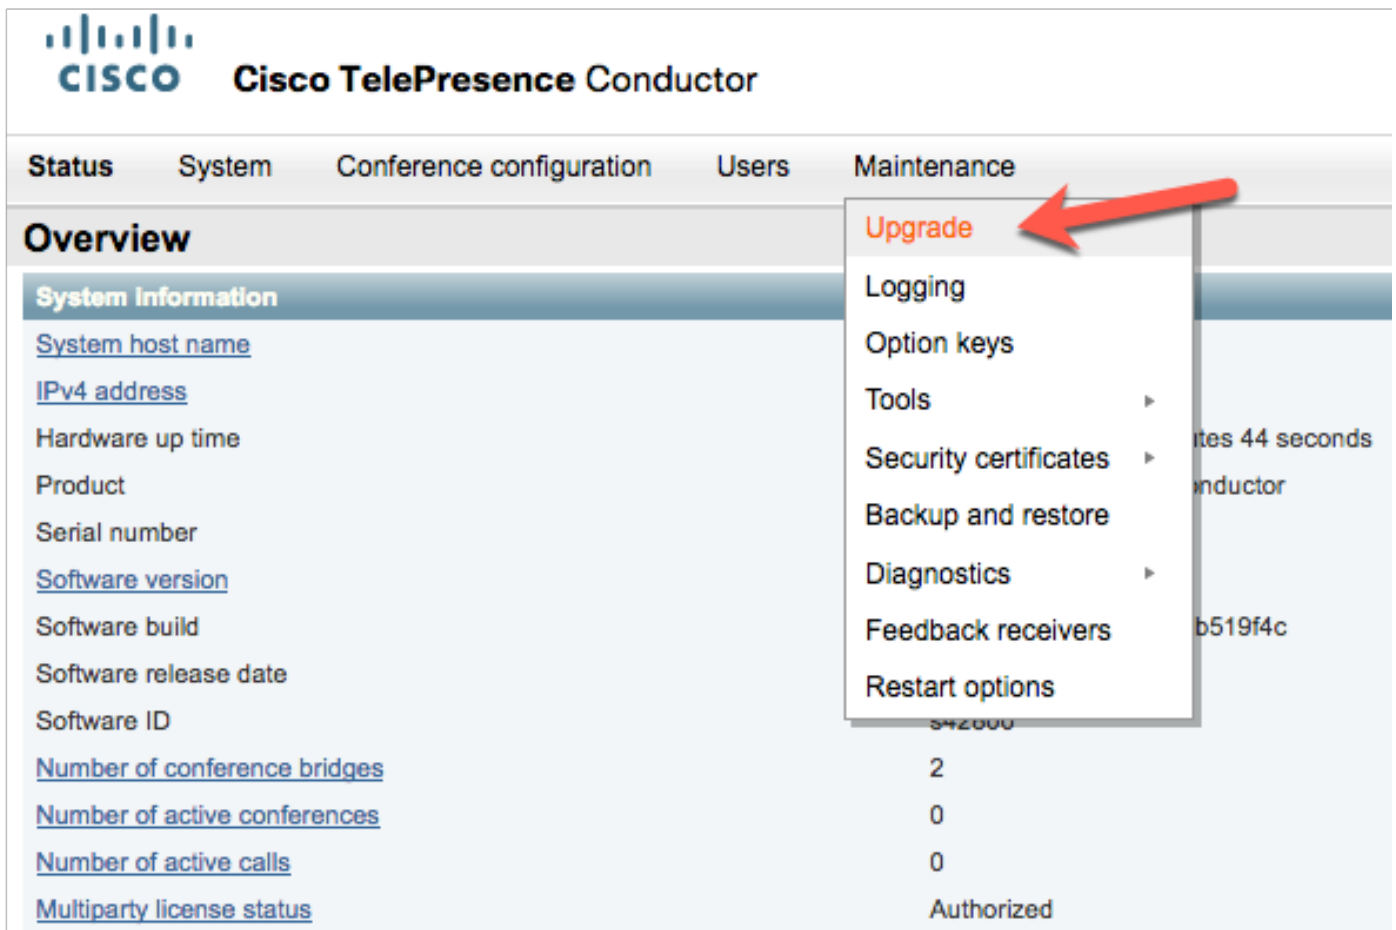 CISCO Cisco TelePresence Conductor
Status System Conference configuration Users Maintenance
Overview
Upgrade
System information
Logging
System host name
Option keys
IPv4 address
Tools
Hardware up time 44 seconds
Security certificates
Product
Backup and restore
Serial number
Software version
Diagnostics
Software build b519f4c
Feedback receivers
Software release date
Restart options
Software ID
Number of conference bridges 2
Number of active conferences 0
Number of active calls 0
Multiparty license status Authorized